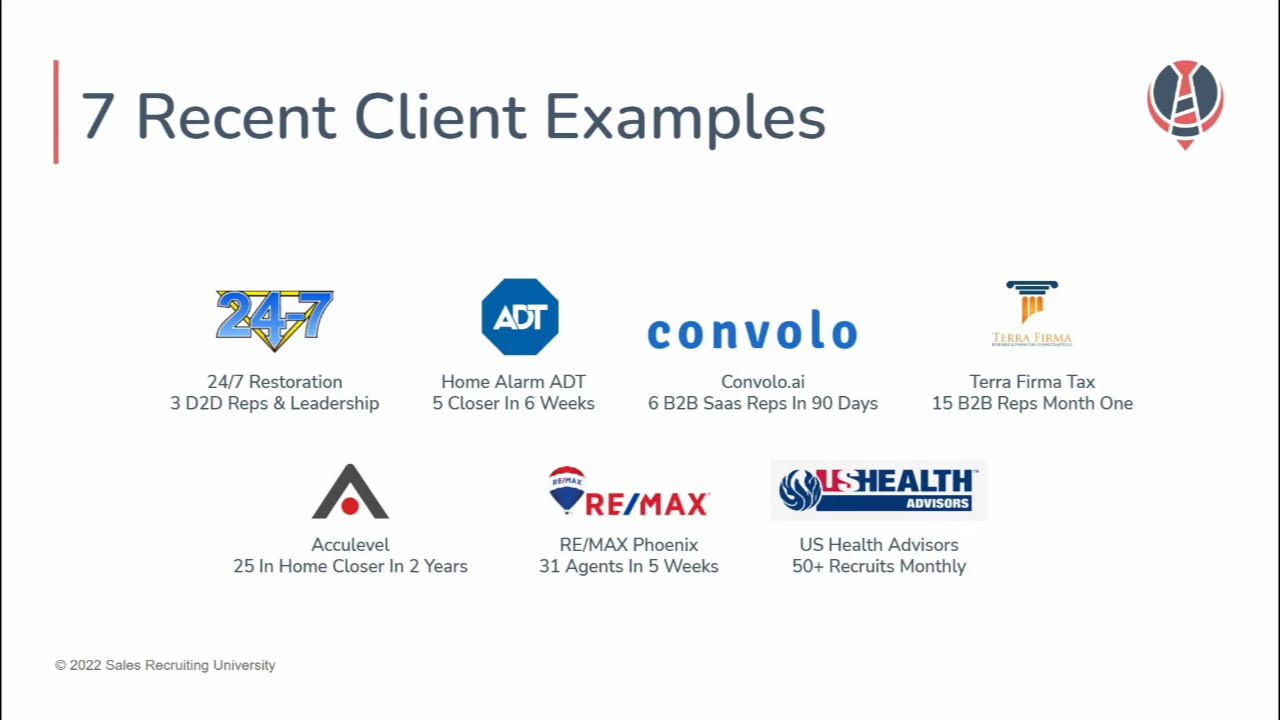 7 Recent Client Examples
24-7
ADT
convolo
TERRA FIRMA
24/7 Restoration
3 D2D Reps & Leadership
Home Alarm ADT
5 Closer In 6 Weeks
Convolo.ai
6 B2B Saas Reps In 90 Days
Terra Firma Tax
15 B2B Reps Month One
RE/MAX
RE/MAX
USHEALTH™
ADVISORS
Acculevel
25 In Home Closer In 2 Years
RE/MAX Phoenix
31 Agents In 5 Weeks
US Health Advisors
50+ Recruits Monthly
© 2022 Sales Recruiting University